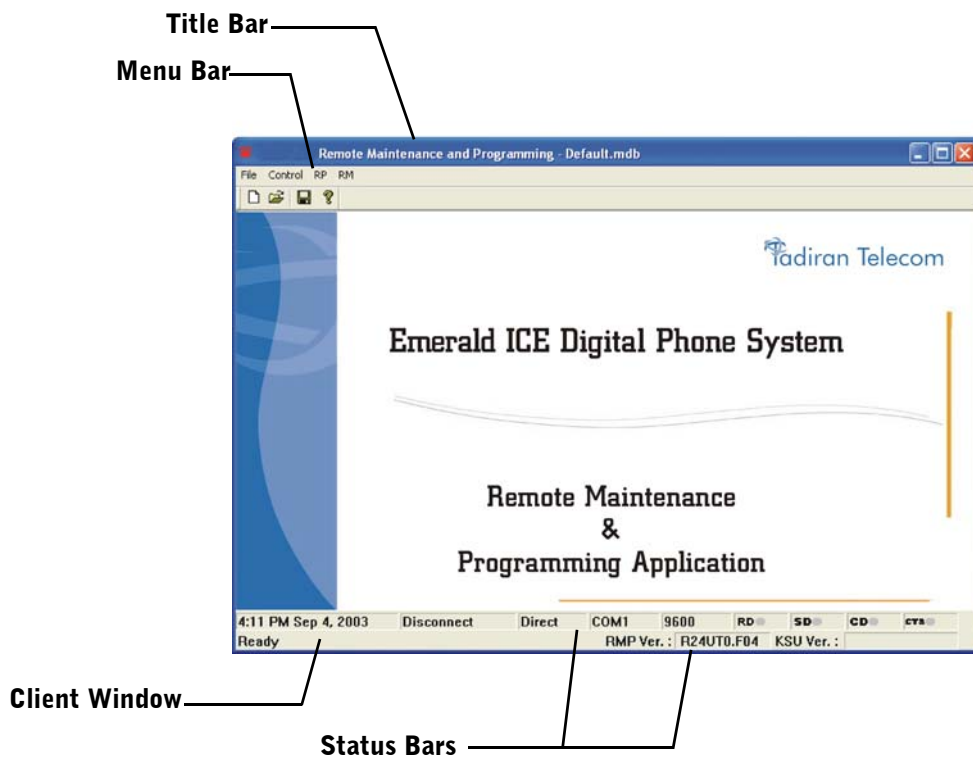 Title Bar
Menu Bar
Remote Maintenance and Programming - Default.mdb
File Control RP RM
Tadiran Telecom
Emerald ICE Digital Phone System
Remote Maintenance
&
Programming Application
4:11 PM Sep 4, 2003 Disconnect Direct COM1 9600 RD SD CD CTS
Ready RMP Ver. : R24UT0.F04 KSU Ver. :
Client Window
Status Bars